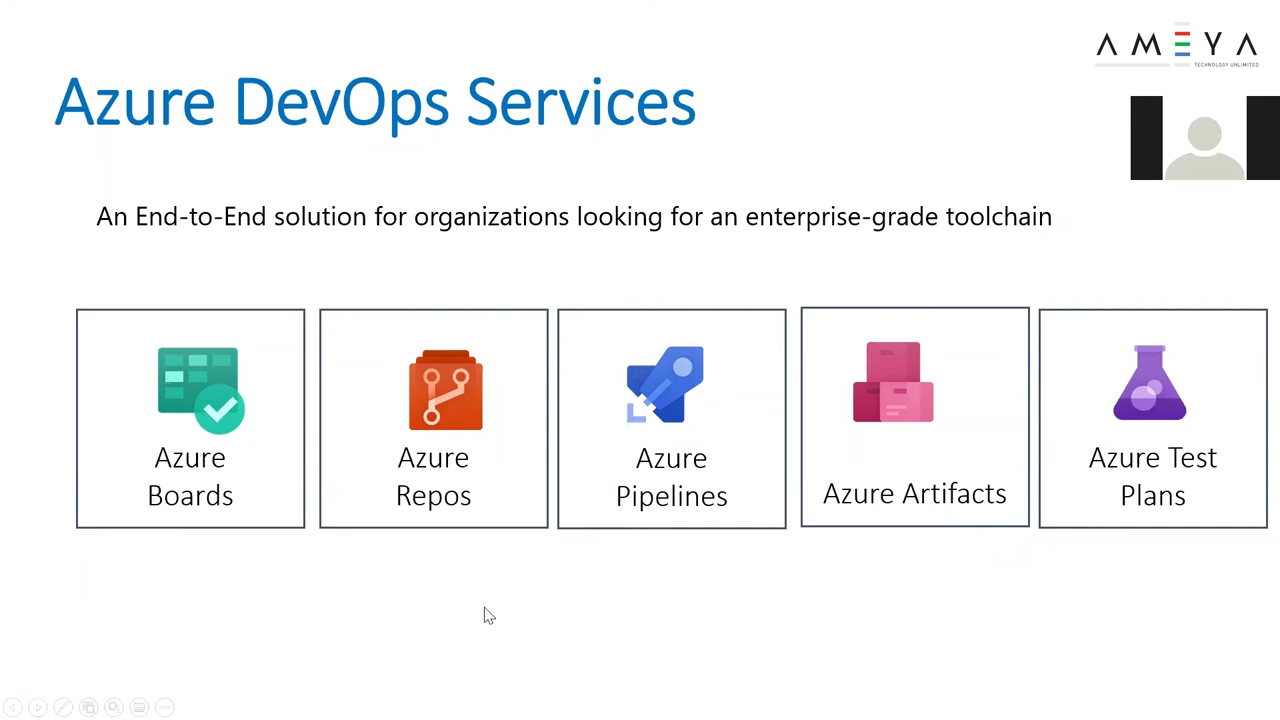 AMEYA
TECHNOLOGY UNLIMITED
Azure DevOps Services
An End-to-End solution for organizations looking for an enterprise-grade toolchain
Azure
Boards
Azure
Repos
Azure
Pipelines
Azure Artifacts
Azure Test
Plans